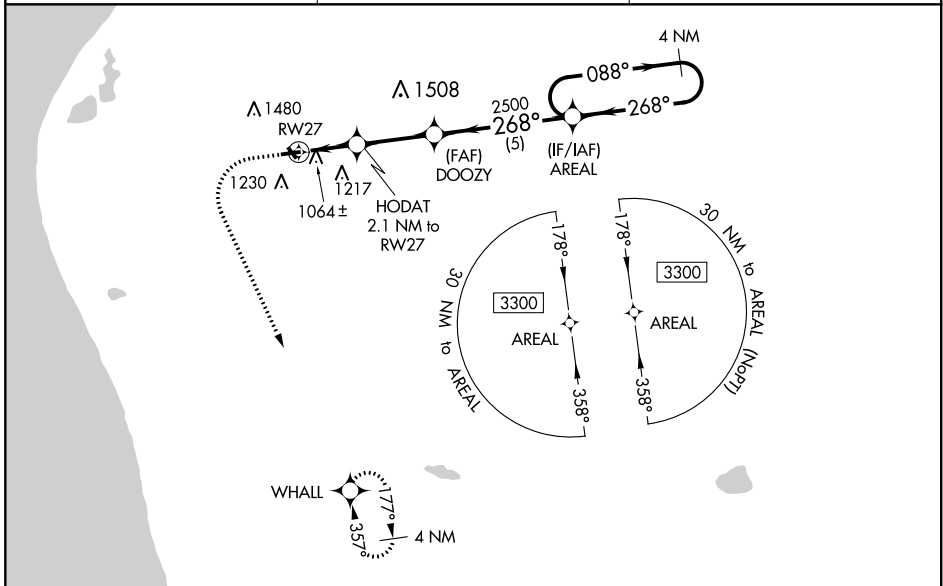 4 NM
088°
1508
1480
RW27
2500
268°
268°
(5)
(IF/IAF)
AREAL
(FAF)
DOOZY
1230
1217
1064±
HODAT
2.1 NM to
RW27
178°
3300
AREAL
358°
30 NM to AREAL
178°
3300
AREAL
358°
30 NM to AREAL (NoPT)
WHALL
177°
357°
4 NM